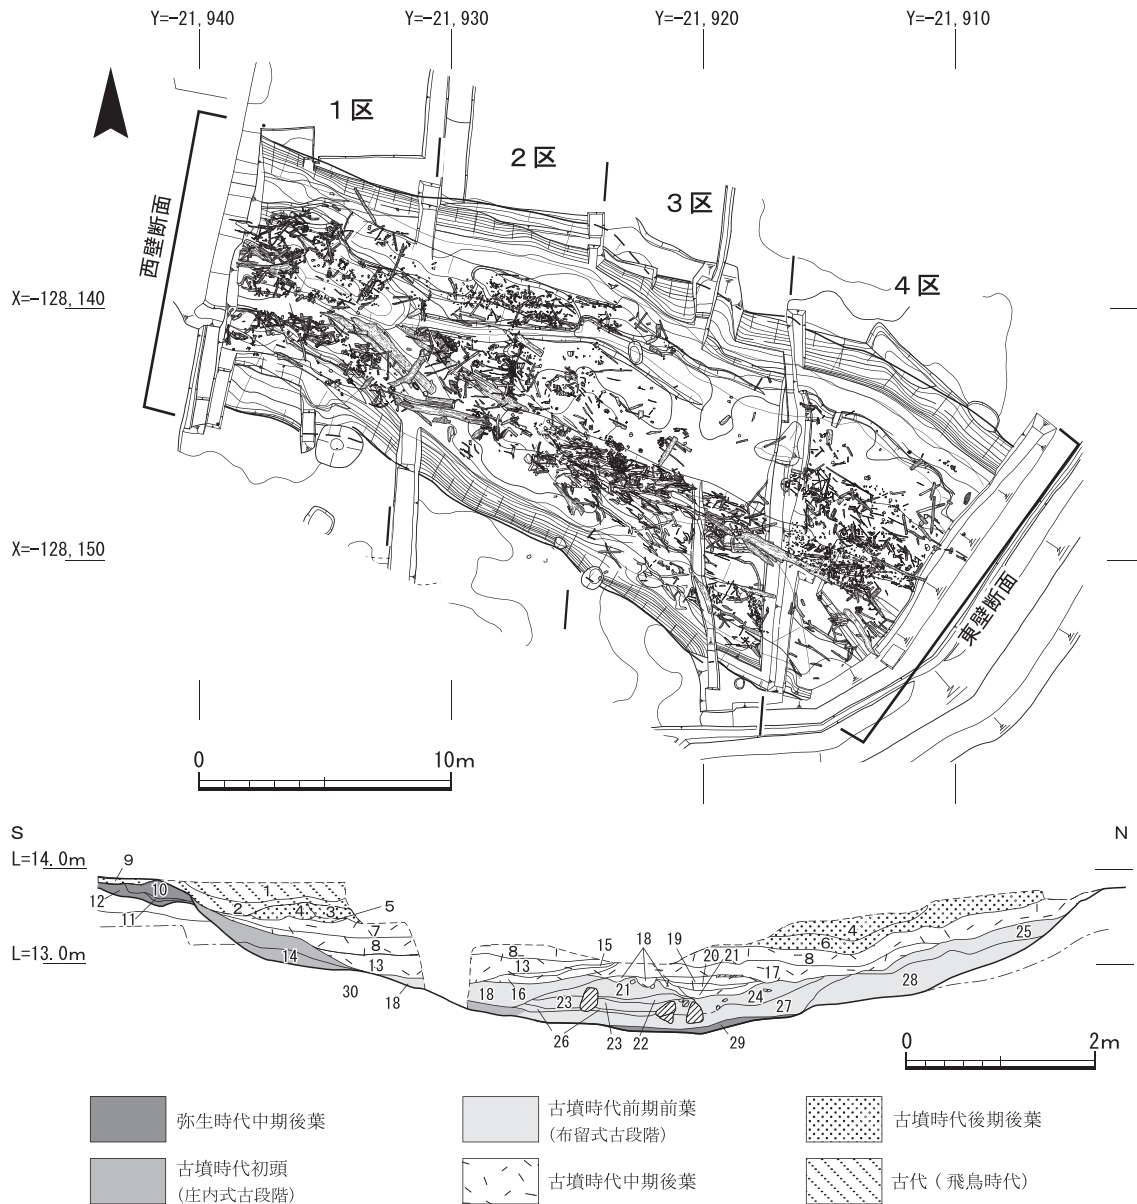 Y=-21,940 Y=-21,930 Y=-21,920 Y=-21,910
1区
2区
3区
4区
西壁断面
X=-128,140
X=-128,150
東壁断面
0 10m
S N
L=14.0m
9
12 10 1
11 2 4 3 5
7
8
14 13
30
18
4
6
25
L=13.0m
8 15 18 19 20 21 8
13 17
18 16 21 24 28
23 27
26 23 22 29
0 2m
弥生時代中期後葉
古墳時代初頭
(庄内式古段階)
古墳時代前期前葉
(布留式古段階)
古墳時代中期後葉
古墳時代後期後葉
古代(飛鳥時代)